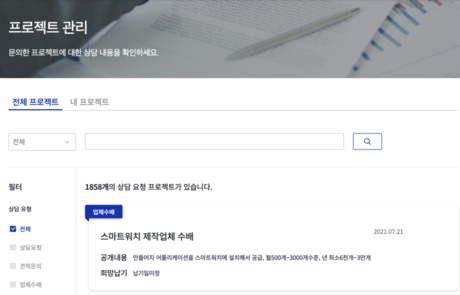 프로젝트 관리
문의한 프로젝트에 대한 상담 내용을 확인하세요.
전체 프로젝트 내 프로젝트
전체
필터
1858개의 상담 요청 프로젝트가 있습니다.
상담 유형
업체수배
전체
스마트워치 제작업체 수배
2021.07.21
상담요청
공개내용 만들어지 어플리케이션을 스마트워치에 설치해서 공급, 월500개~3000개수준, 년 최소6천개~3만개
견적문의
희망납기 납기일미정
업체수배